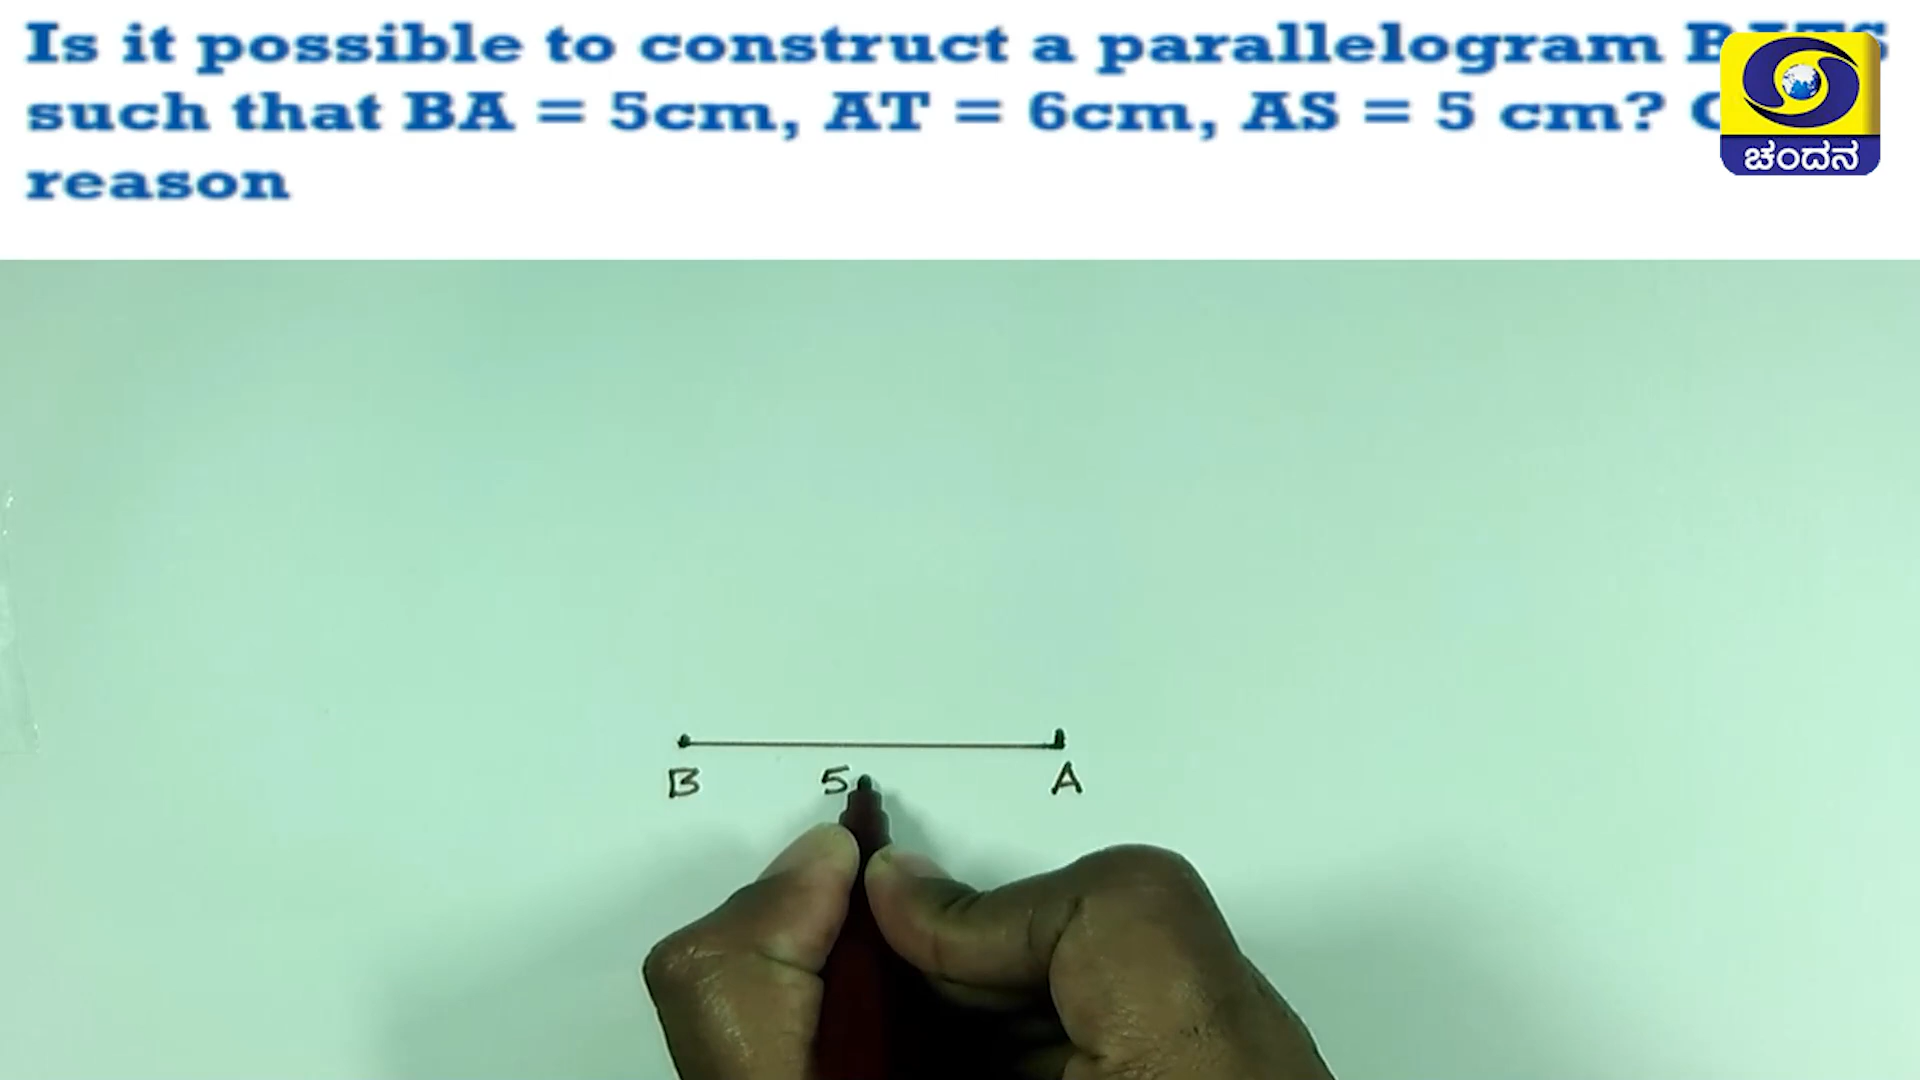 Is it possible to construct a parallelogram
such that BA = 5cm, AT = 6cm, AS = 5 cm?
reason
ಚಂದನ
B 5 A